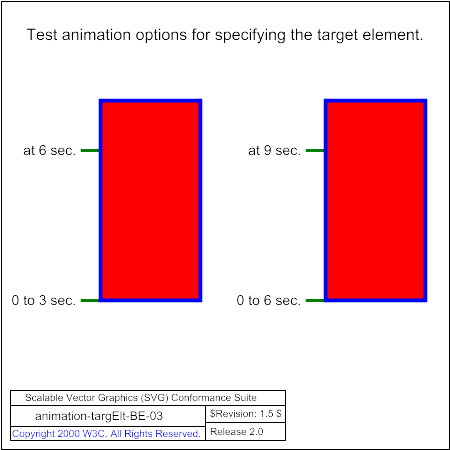 Test animation options for specifying the target element.
at 6 sec.
at 9 sec.
0 to 3 sec.
0 to 6 sec.
Scalable Vector Graphics (SVG) Conformance Suite
animation-targElt-BE-03
$Revision: 1.5 $
Copyright 2000 W3C. All Rights Reserved.
Release 2.0